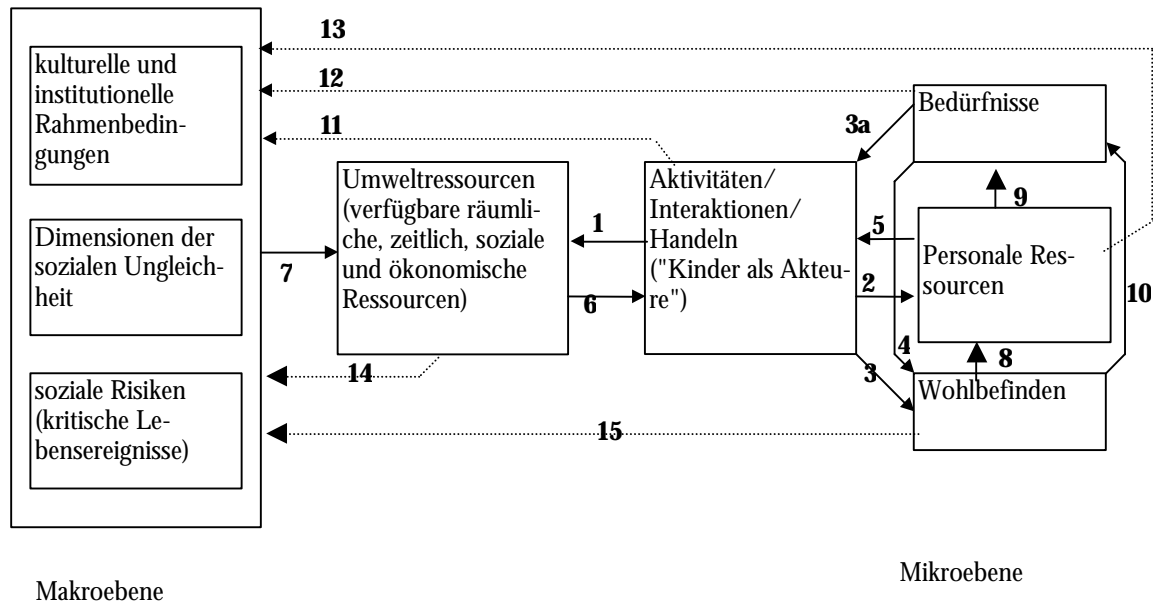 13
kulturelle und
institutionelle
Rahmenbedin-
gungen
12
11
Bedürfnisse
3a
Umweltressourcen
(verfügbare räumli-
che, zeitlich, soziale
und ökonomische
Ressourcen)
Aktivitäten/
Interaktionen/
Handeln
("Kinder als Akteu-
re")
Dimensionen der
sozialen Ungleich-
heit
7
1
6
5
2
9
Personale Res-
sourcen
10
4
8
3
14
soziale Risiken
(kritische Le-
bensereignisse)
Wohlbefinden
15
Makroebene
Mikroebene